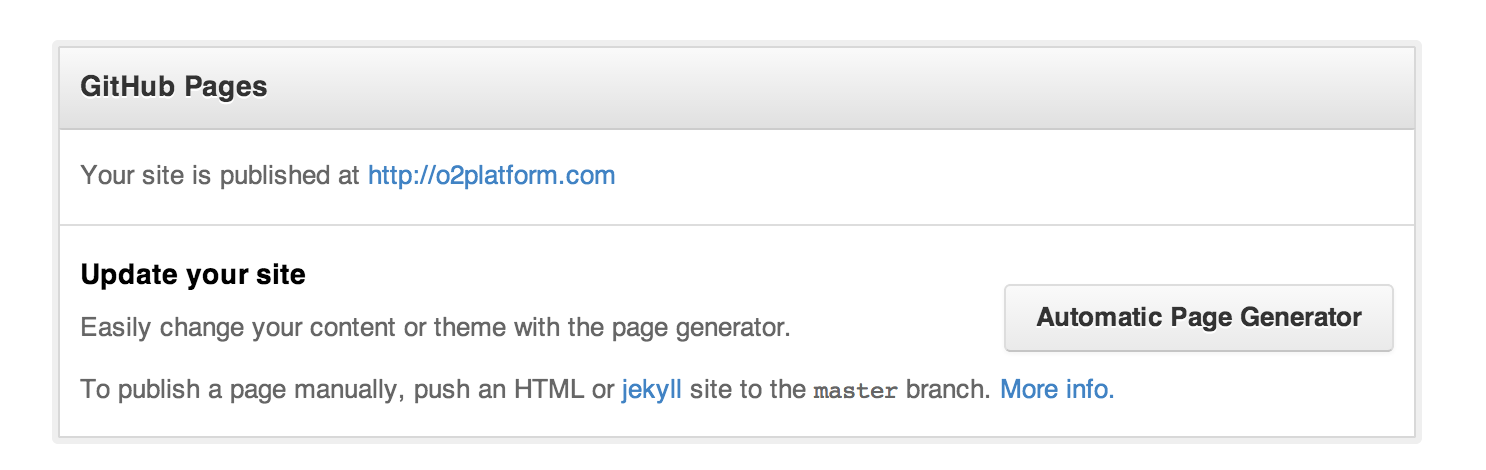 GitHub Pages
Your site is published at http://o2platform.com
Update your site
Easily change your content or theme with the page generator.
Automatic Page Generator
To publish a page manually, push an HTML or jekyll site to the master branch. More info.